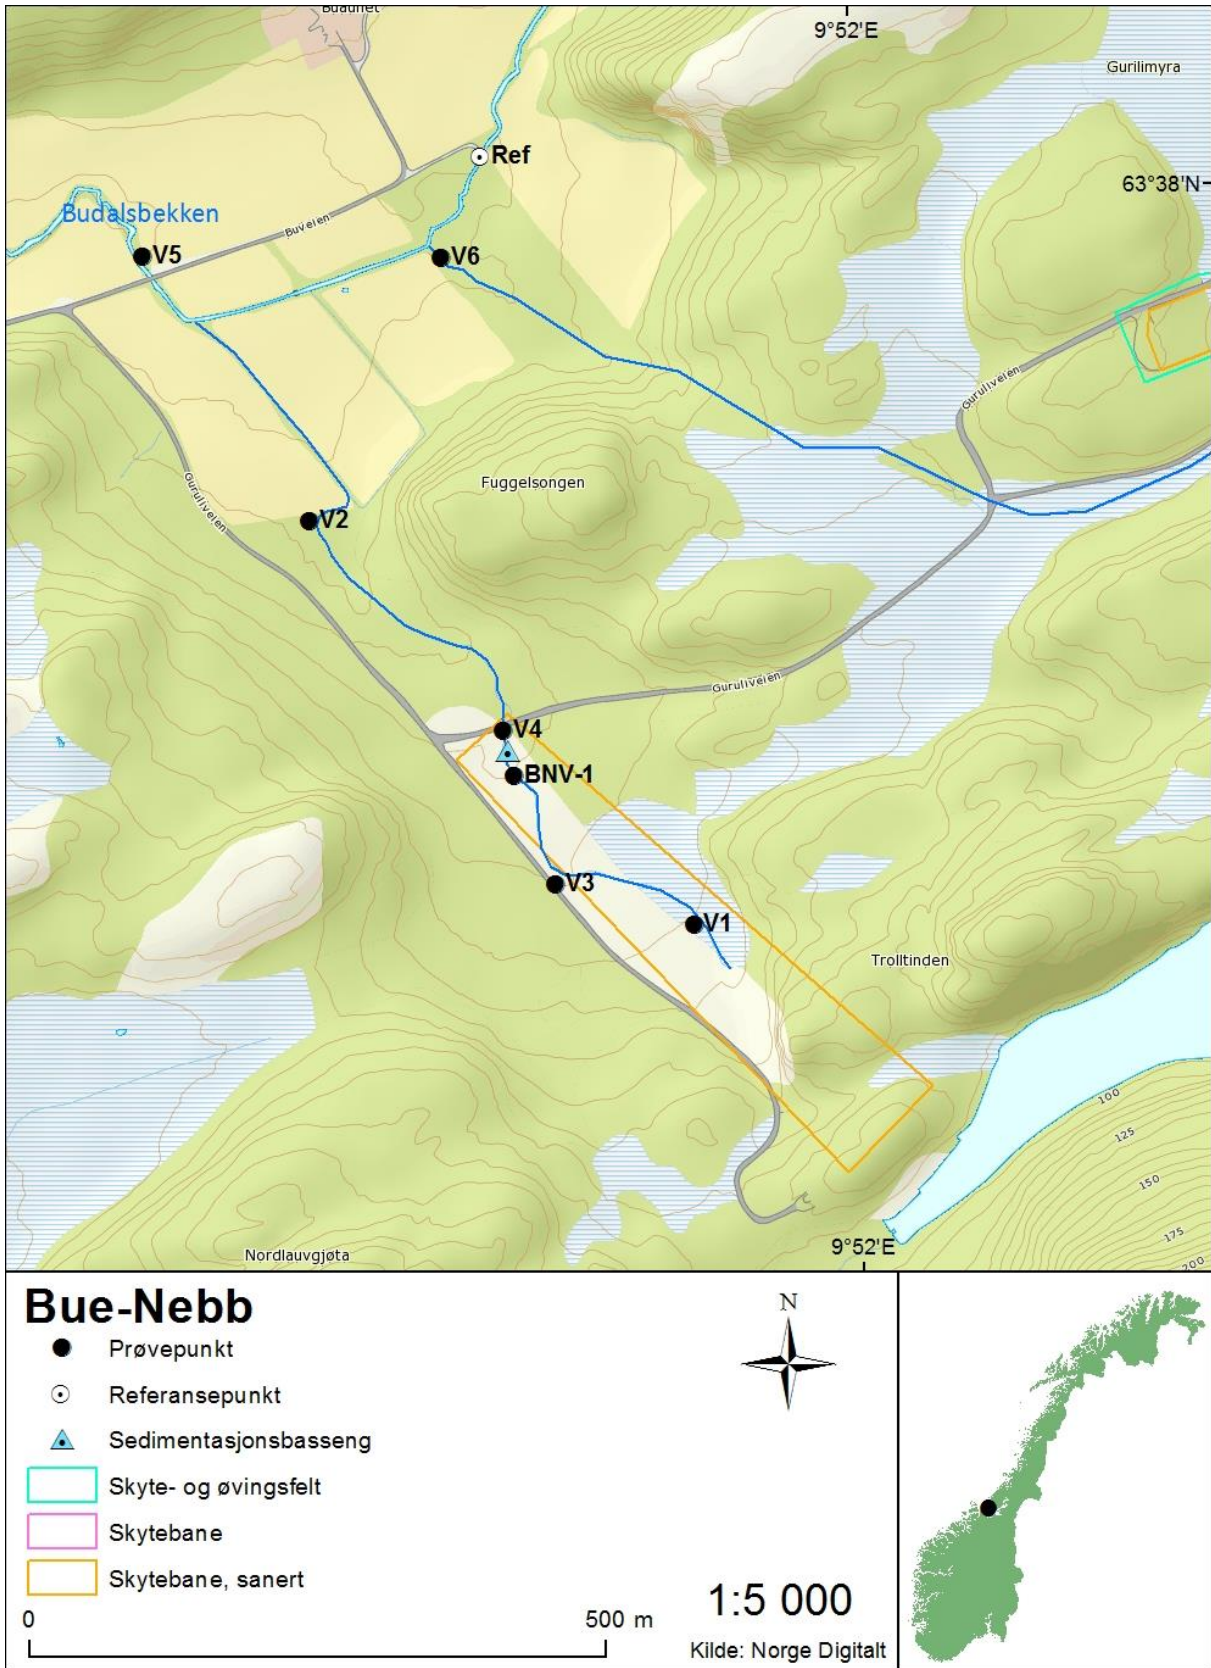 Buaunet
9°52'E
Gurilimyra
Ref
63°38'N
Budalsbekken
Buveien
V5
V6
Guruliveien
Fuggelsongen
Guruliveien
V2
Guruliveien
V4
BNV-1
V3
V1
Trolltinden
100
125
150
175
200
Nordlauvgjøta
9°52'E
Bue-Nebb
N
Prøvepunkt
Referansepunkt
Sedimentasjonsbasseng
Skyte- og øvingsfelt
Skytebane
Skytebane, sanert
0
500 m
1:5 000
Kilde: Norge Digitalt